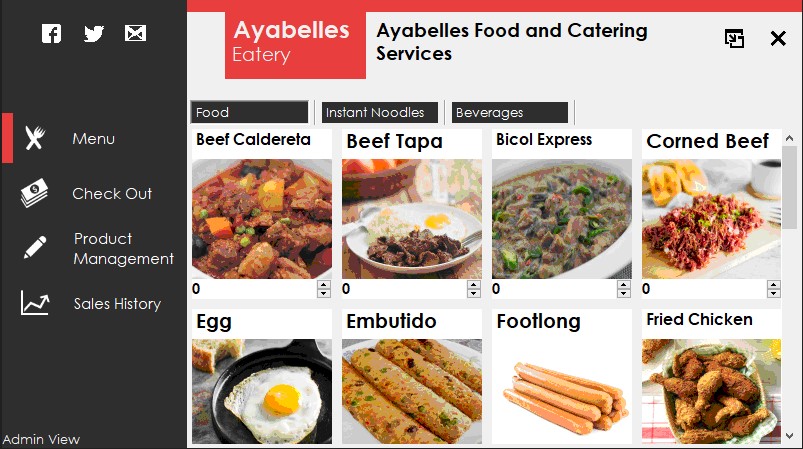 Ayabelles
Eatery
Ayabelles Food and Catering
Services
Menu
Check Out
Product
Management
Sales History
Admin View
Food
Instant Noodles
Beverages
Beef Caldereta
Beef Tapa
Bicol Express
Corned Beef
0
0
0
0
Egg
Embutido
Footlong
Fried Chicken